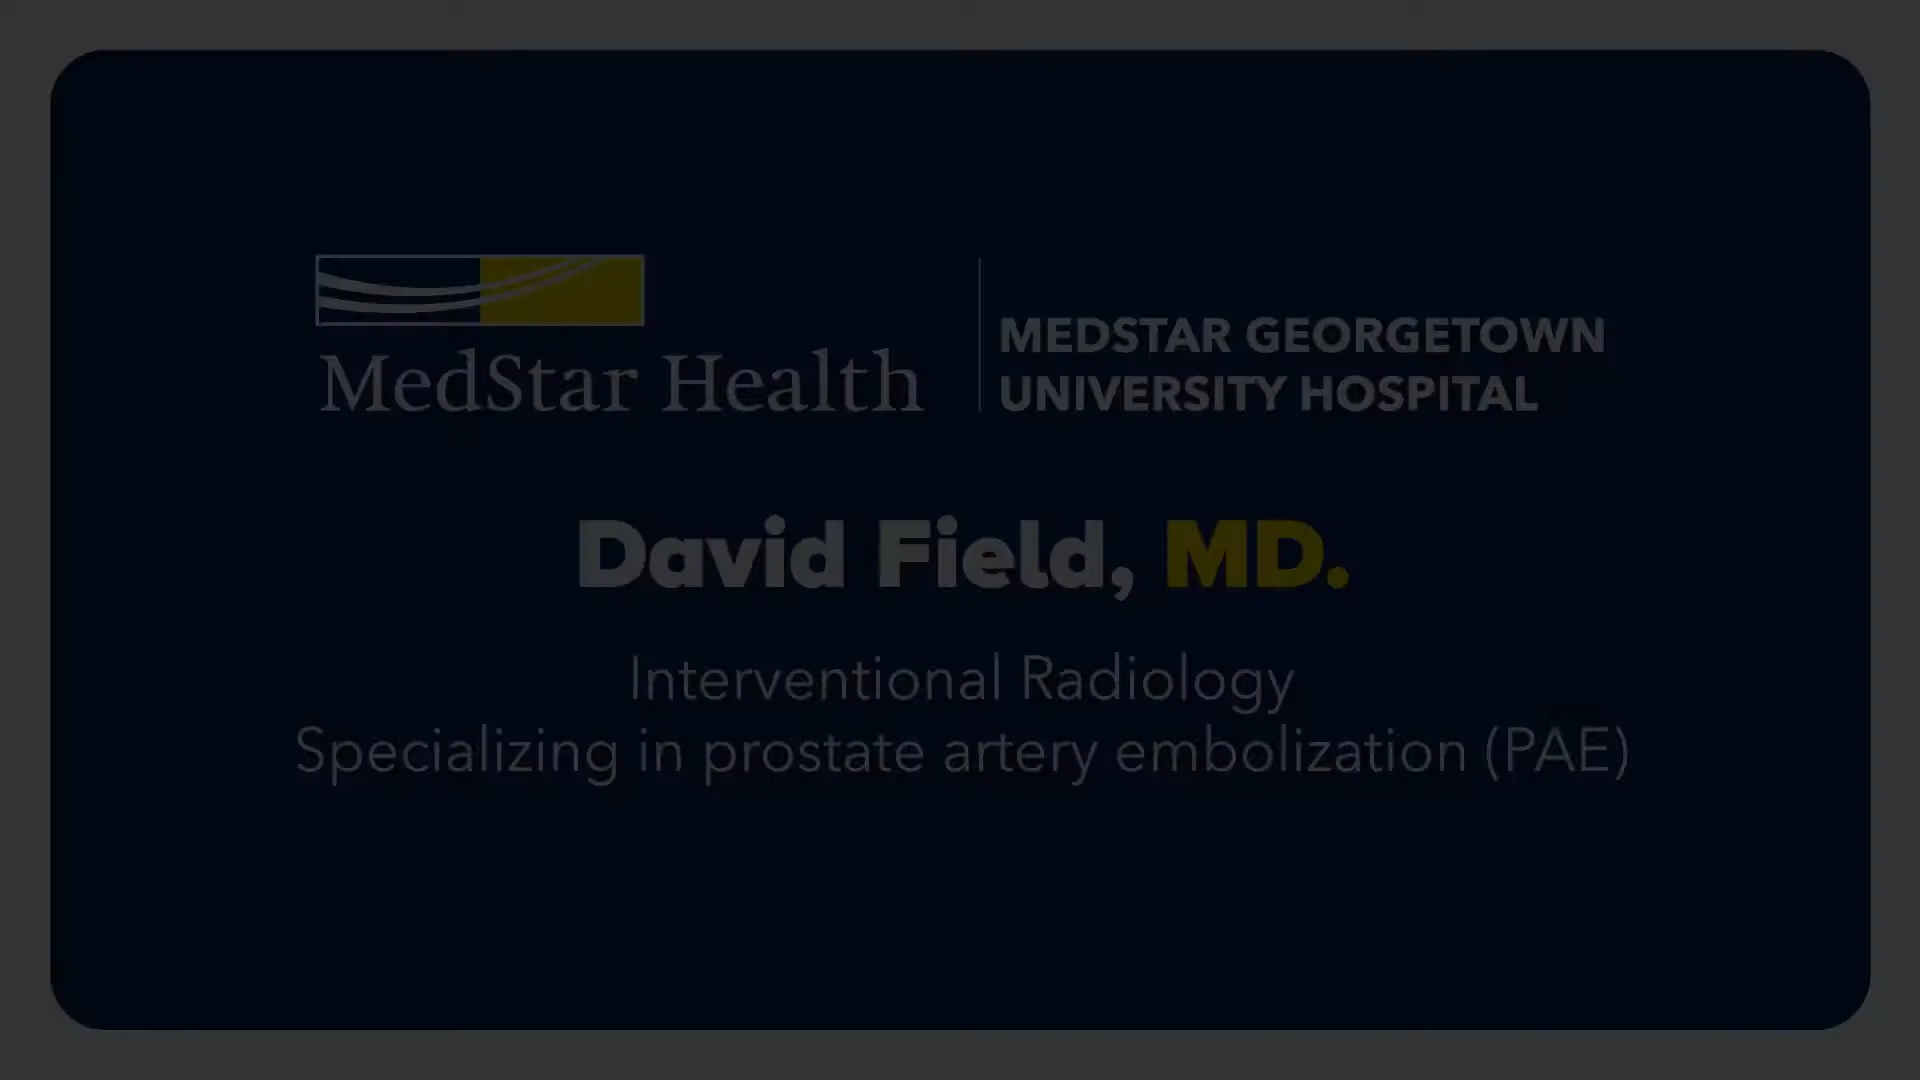 MedStar Health
MEDSTAR GEORGETOWN
UNIVERSITY HOSPITAL
David Field, MD.
Interventional Radiology
Specializing in prostate artery embolization (PAE)